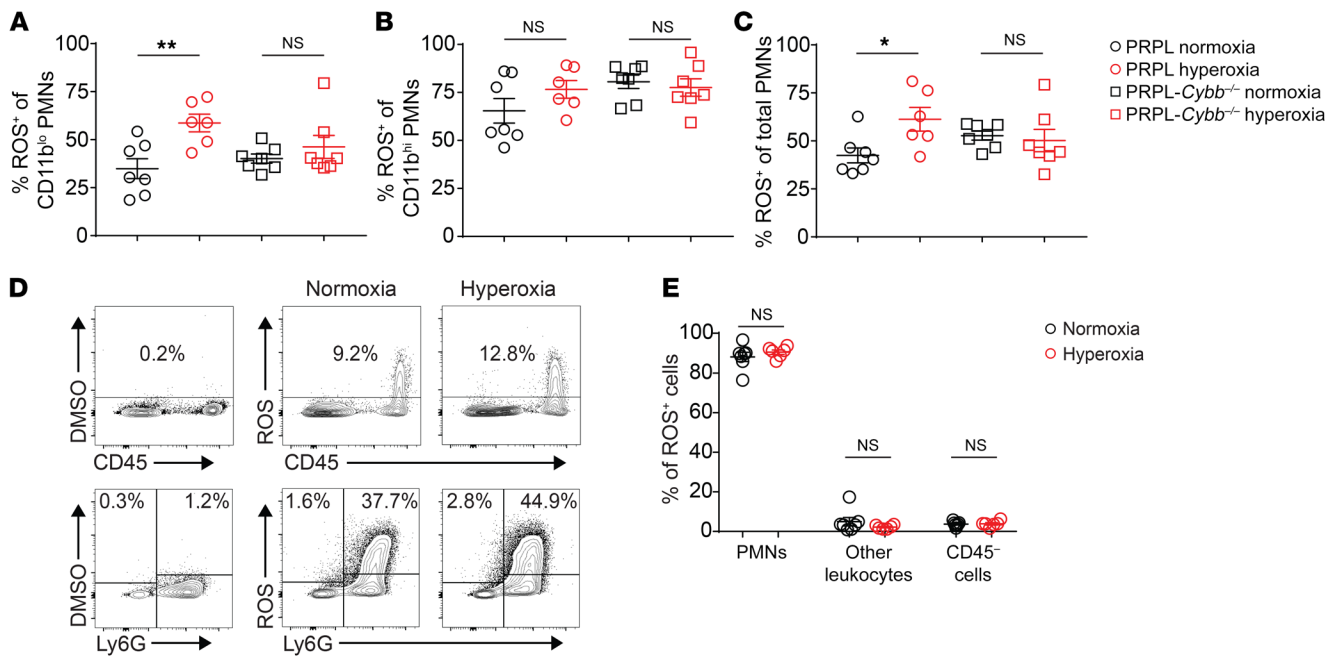 A
% ROS⁺ of
CD11bˡᵒ PMNs
100%
75
50
25
0
**
NS
B
% ROS⁺ of
CD11bʰⁱ PMNs
100%
75
50
25
0
NS
NS
C
% ROS⁺ of total PMNs
100%
75
50
25
0
*
NS
PRPL normoxia
PRPL hyperoxia
PRPL-Cybb⁻/⁻ normoxia
PRPL-Cybb⁻/⁻ hyperoxia
D
Normoxia
Hyperoxia
DMSO
0.2%
CD45
ROS
9.2%
12.8%
CD45
DMSO
0.3%
1.2%
Ly6G
ROS
1.6%
37.7%
2.8%
44.9%
Ly6G
E
% of ROS⁺ cells
100
80
60
40
20
0
NS
NS
NS
PMNs
Other
leukocytes
CD45⁻
cells
Normoxia
Hyperoxia